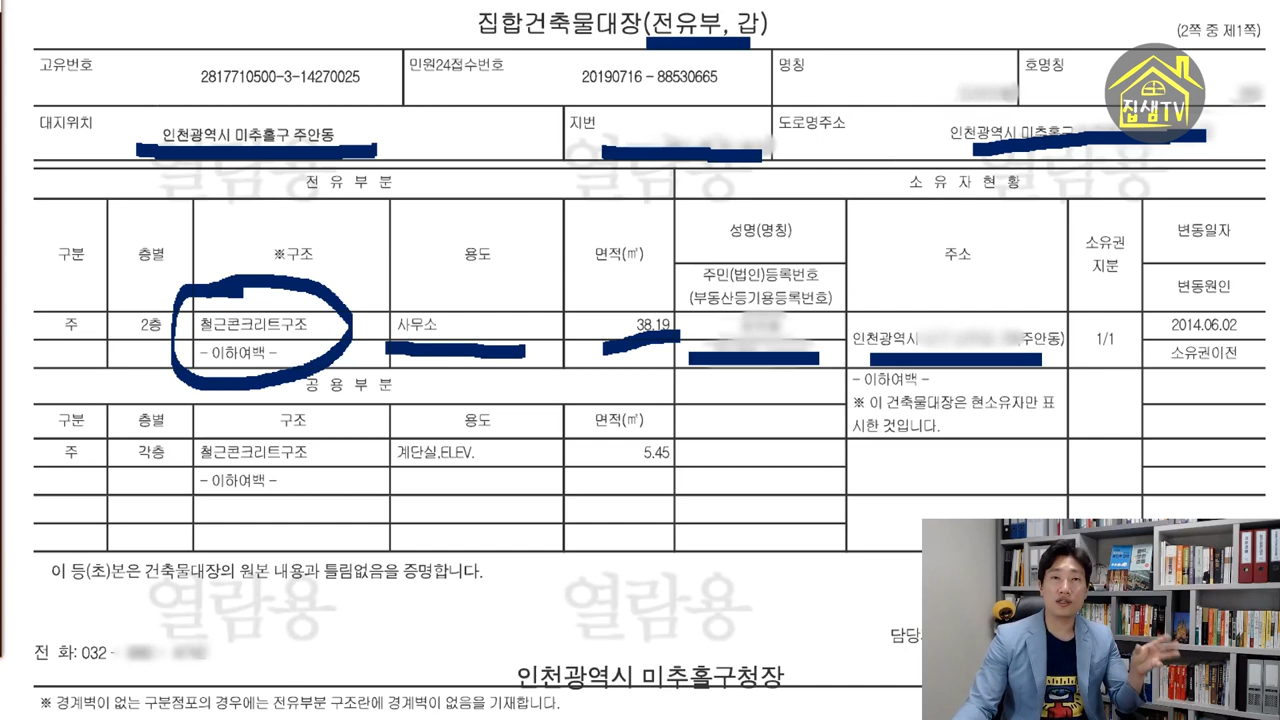 집합건축물대장(전유부, 갑)
(2쪽 중 제1쪽)
고유번호
2817710500-3-14270025
민원24접수번호
20190716 - 88530665
명칭
호명칭
집샘TV
대지위치
인천광역시 미추홀구 주안동
지번
도로명주소
인천광역시 미추홀구
열람용 열람용 열람용
전 유 부 분
소 유 자 현 황
구분
층별
※구조
용도
면적(㎡)
성명(명칭)
주민(법인)등록번호
(부동산등기용등록번호)
주소
소유권
지분
변동일자
변동원인
주
2층
철근콘크리트구조
사무소
38.19
인천광역시
(주안동)
1/1
2014.06.02
- 이하여백 -
소유권이전
공 용 부 분
- 이하여백 -
※ 이 건축물대장은 현소유자만 표
시한 것입니다.
구분
층별
구조
용도
면적(㎡)
주
각층
철근콘크리트구조
계단실,ELEV.
5.45
- 이하여백 -
이 등(초)본은 건축물대장의 원본 내용과 틀림없음을 증명합니다.
열람용 열람용
담당
전 화: 032 -
인천광역시 미추홀구청장
※ 경계벽이 없는 구분점포의 경우에는 전유부분 구조란에 경계벽이 없음을 기재합니다.